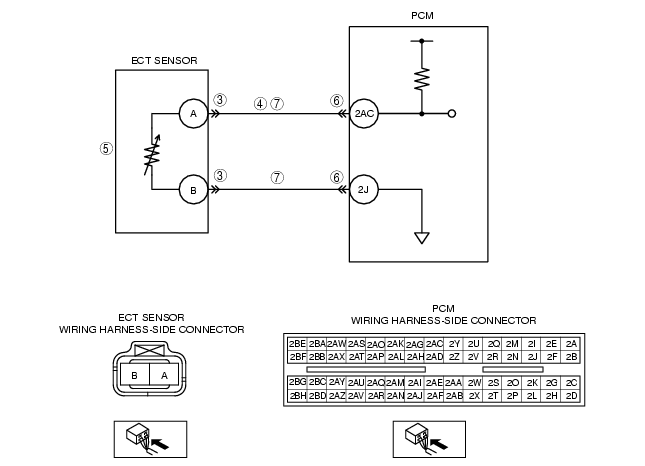 PCM
ECT SENSOR
③ ④ ⑦ ⑥
A 2AC
⑤
③ ⑦ ⑥
B 2J
ECT SENSOR
WIRING HARNESS-SIDE CONNECTOR
B A
PCM
WIRING HARNESS-SIDE CONNECTOR
2BE 2BA 2AW 2AS 2AO 2AK 2AG 2AC 2Y 2U 2Q 2M 2I 2E 2A
2BF 2BB 2AX 2AT 2AP 2AL 2AH 2AD 2Z 2V 2R 2N 2J 2F 2B
2BG 2BC 2AY 2AU 2AQ 2AM 2AI 2AE 2AA 2W 2S 2O 2K 2G 2C
2BH 2BD 2AZ 2AV 2AR 2AN 2AJ 2AF 2AB 2X 2T 2P 2L 2H 2D